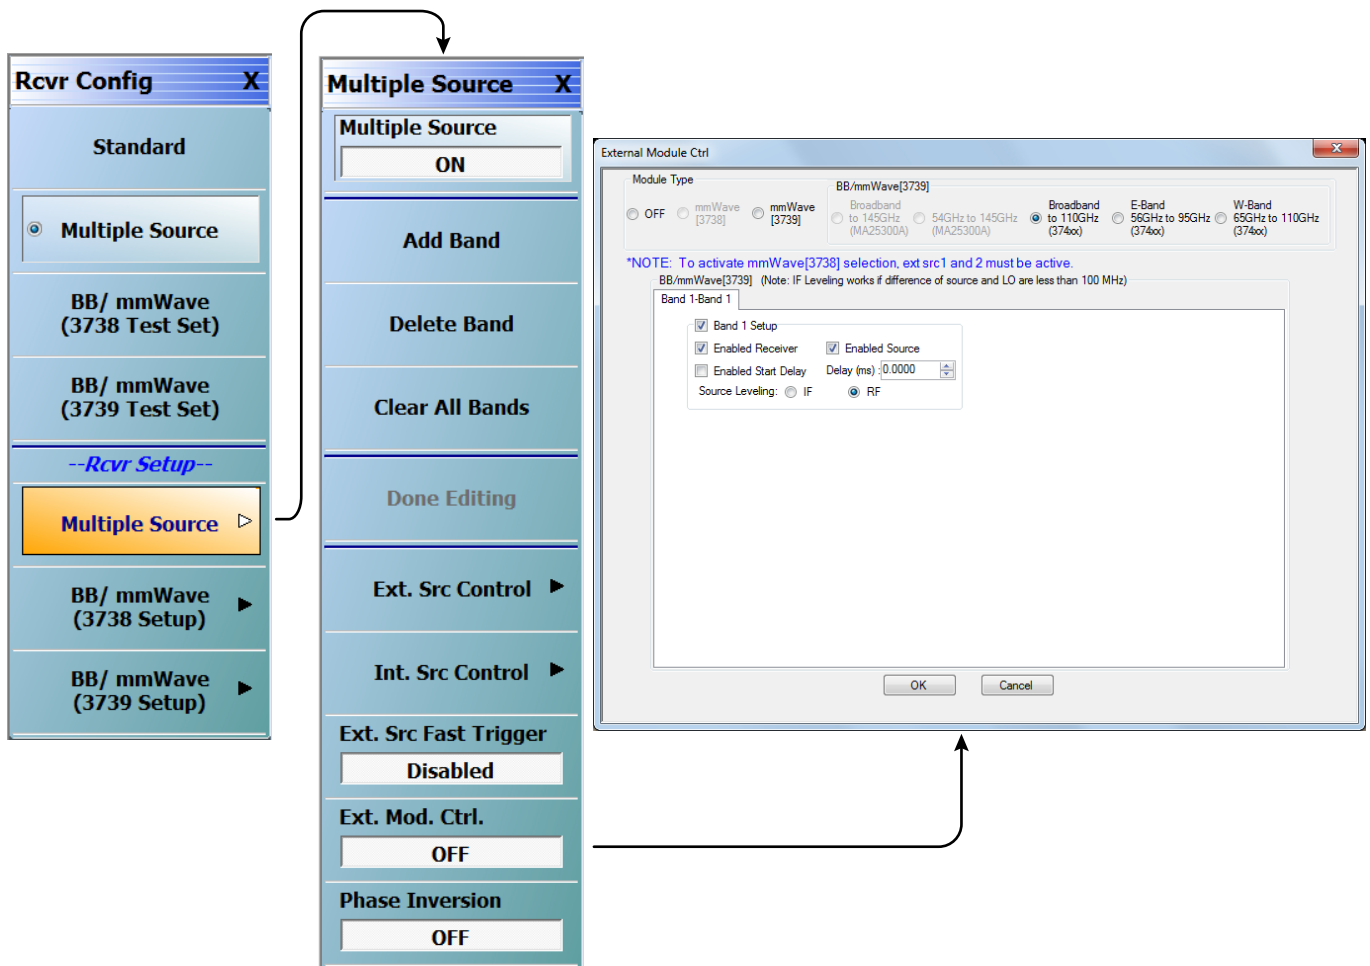 Rcvr Config X
Standard
Multiple Source
BB/ mmWave
(3738 Test Set)
BB/ mmWave
(3739 Test Set)
--Rcvr Setup--
Multiple Source
BB/ mmWave
(3738 Setup)
BB/ mmWave
(3739 Setup)
Multiple Source X
Multiple Source
ON
Add Band
Delete Band
Clear All Bands
Done Editing
Ext. Src Control
Int. Src Control
Ext. Src Fast Trigger
Disabled
Ext. Mod. Ctrl.
OFF
Phase Inversion
OFF
External Module Ctrl
Module Type
OFF
mmWave
[3738]
mmWave
[3739]
BB/mmWave[3739]
Broadband
to 145GHz
(MA25300A)
54GHz to 145GHz
(MA25300A)
Broadband
to 110GHz
(374xx)
E-Band
56GHz to 95GHz
(374xx)
W-Band
65GHz to 110GHz
(374xx)
*NOTE: To activate mmWave[3738] selection, ext src1 and 2 must be active.
BB/mmWave[3739] (Note: IF Leveling works if difference of source and LO are less than 100 MHz)
Band 1-Band 1
Band 1 Setup
Enabled Receiver Enabled Source
Enabled Start Delay Delay (ms) : 0.0000
Source Leveling: IF RF
OK Cancel